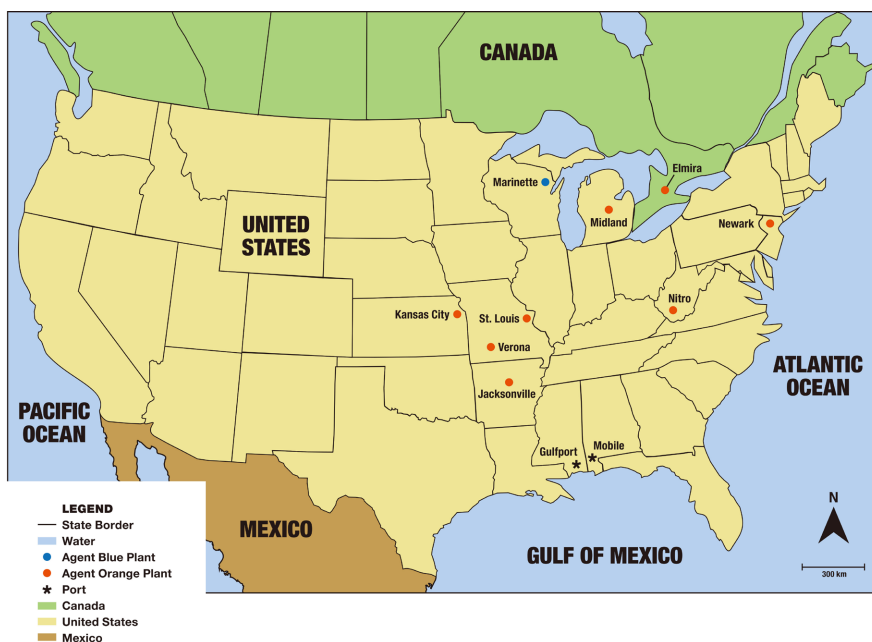 CANADA
Elmira
Marinette
Midland
Newark
UNITED
STATES
Nitro
Kansas City
St. Louis
Verona
ATLANTIC
OCEAN
Jacksonville
PACIFIC
OCEAN
Gulfport
Mobile
MEXICO
GULF OF MEXICO
N
300 km
LEGEND
State Border
Water
Agent Blue Plant
Agent Orange Plant
* Port
Canada
United States
Mexico